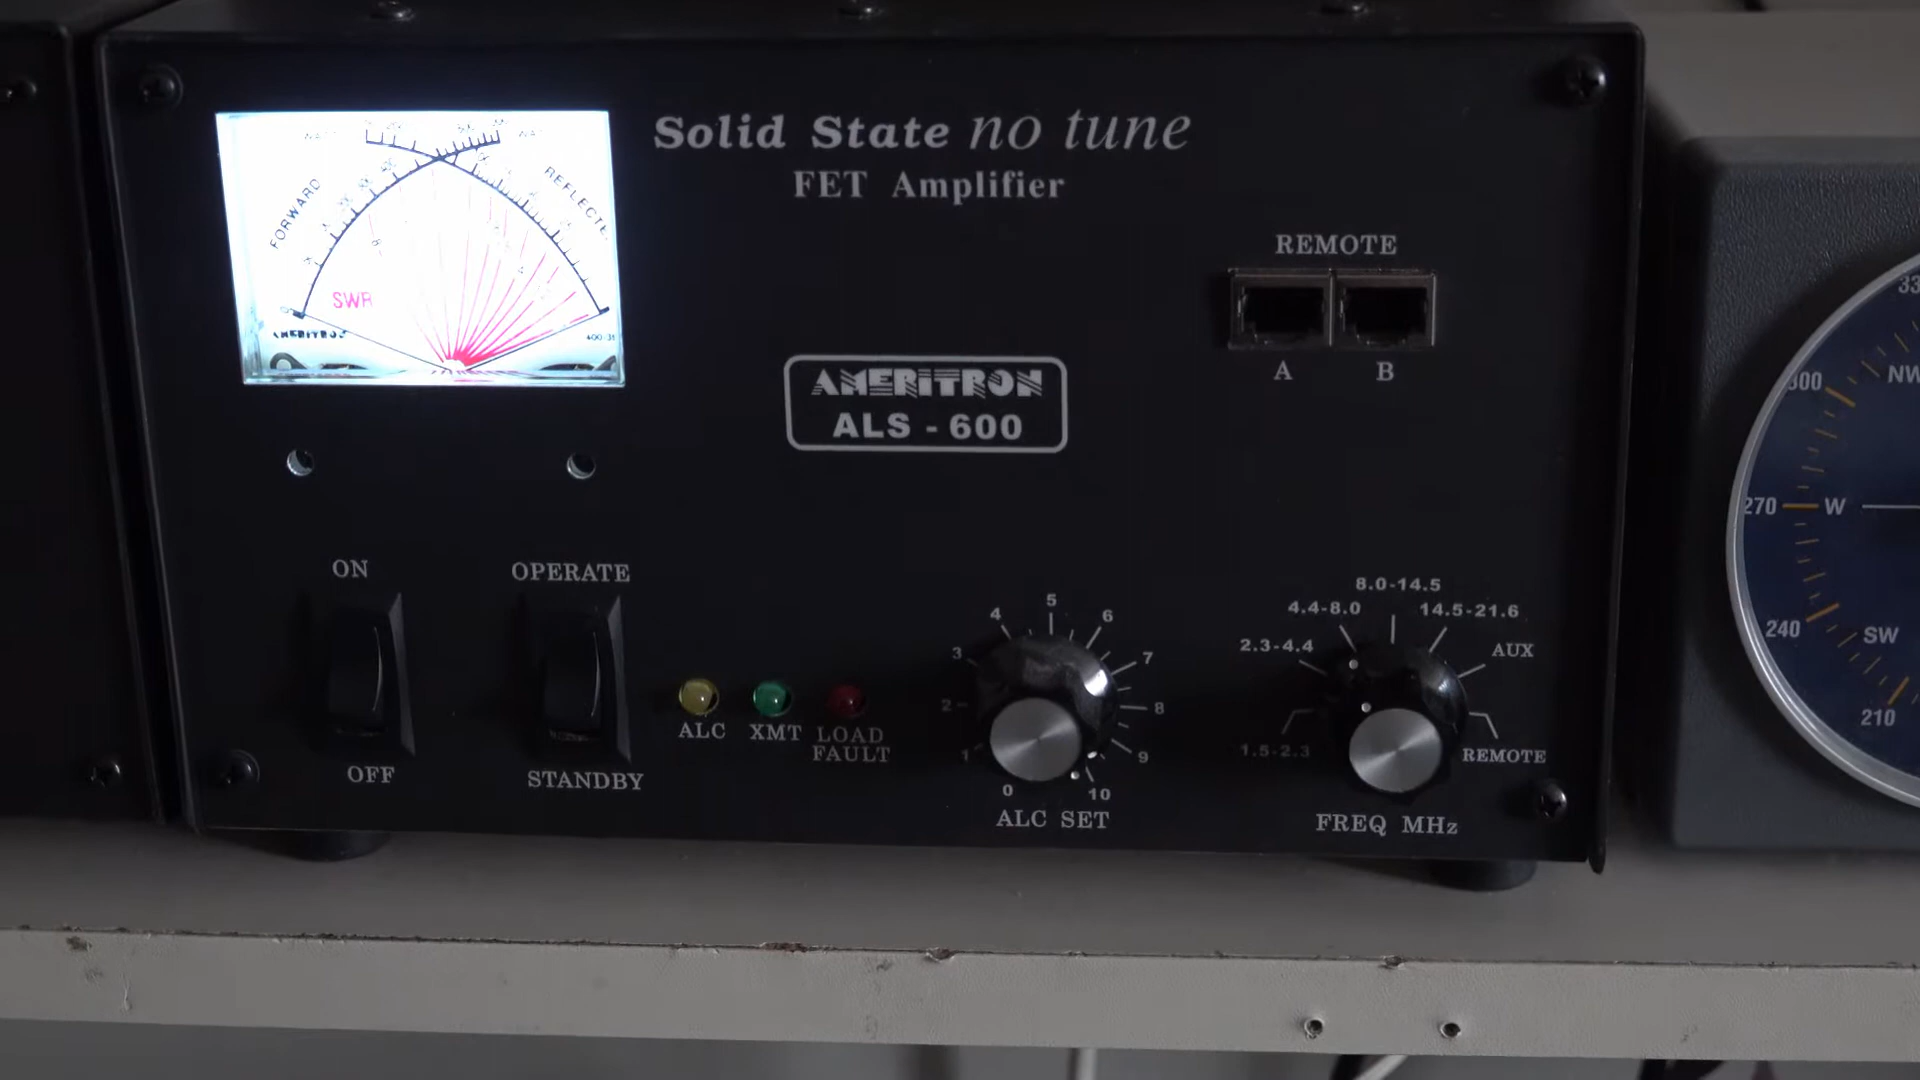 Solid State no tune
FET Amplifier
FORWARD
REFLECTE
SWR
AMERITRON
REMOTE
A B
AMERITRON
ALS - 600
33
300
NW
270 W
240
SW
210
ON
OPERATE
OFF
STANDBY
ALC
XMT
LOAD
FAULT
0 1 2 3 4 5 6 7 8 9 10
ALC SET
1.5-2.3
2.3-4.4
4.4-8.0
8.0-14.5
14.5-21.6
AUX
REMOTE
FREQ MHz